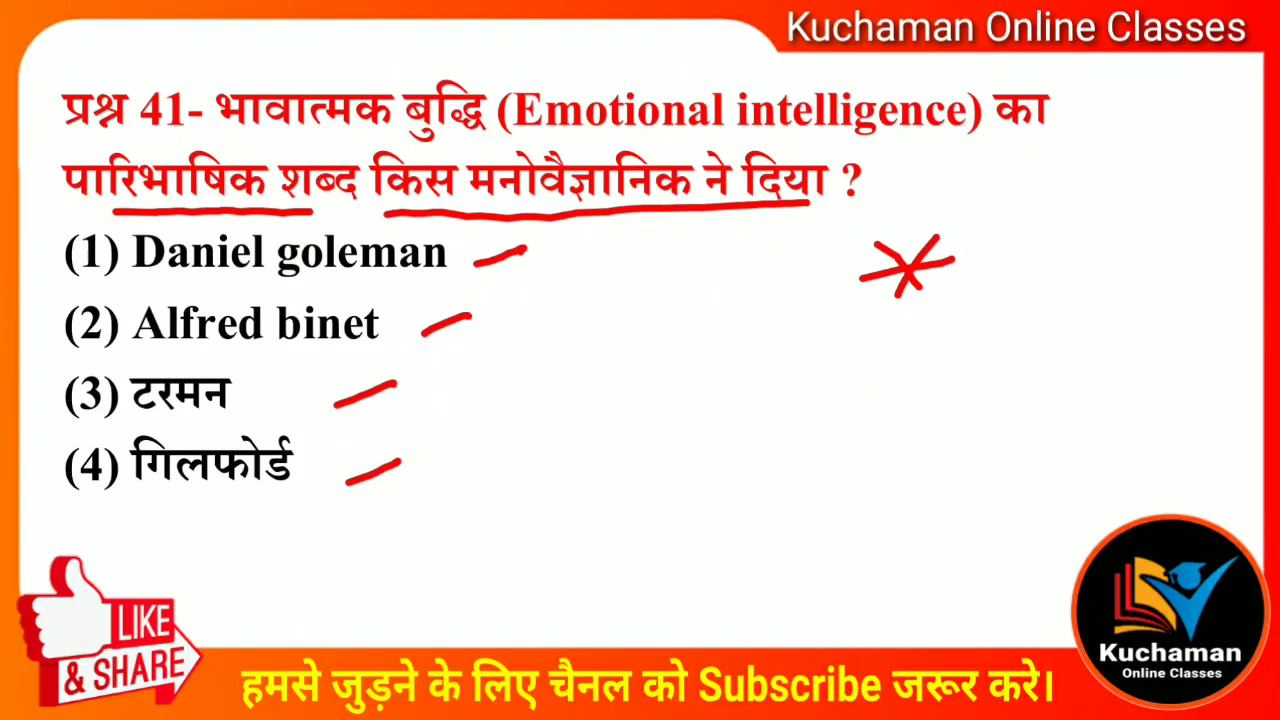 Kuchaman Online Classes
प्रश्न 41- भावात्मक बुद्धि (Emotional intelligence) का
पारिभाषिक शब्द किस मनोवैज्ञानिक ने दिया ?
(1) Daniel goleman
(2) Alfred binet
(3) टरमन
(4) गिलफोर्ड
LIKE
& SHARE
Kuchaman
Online Classes
हमसे जुड़ने के लिए चैनल को Subscribe जरूर करे।